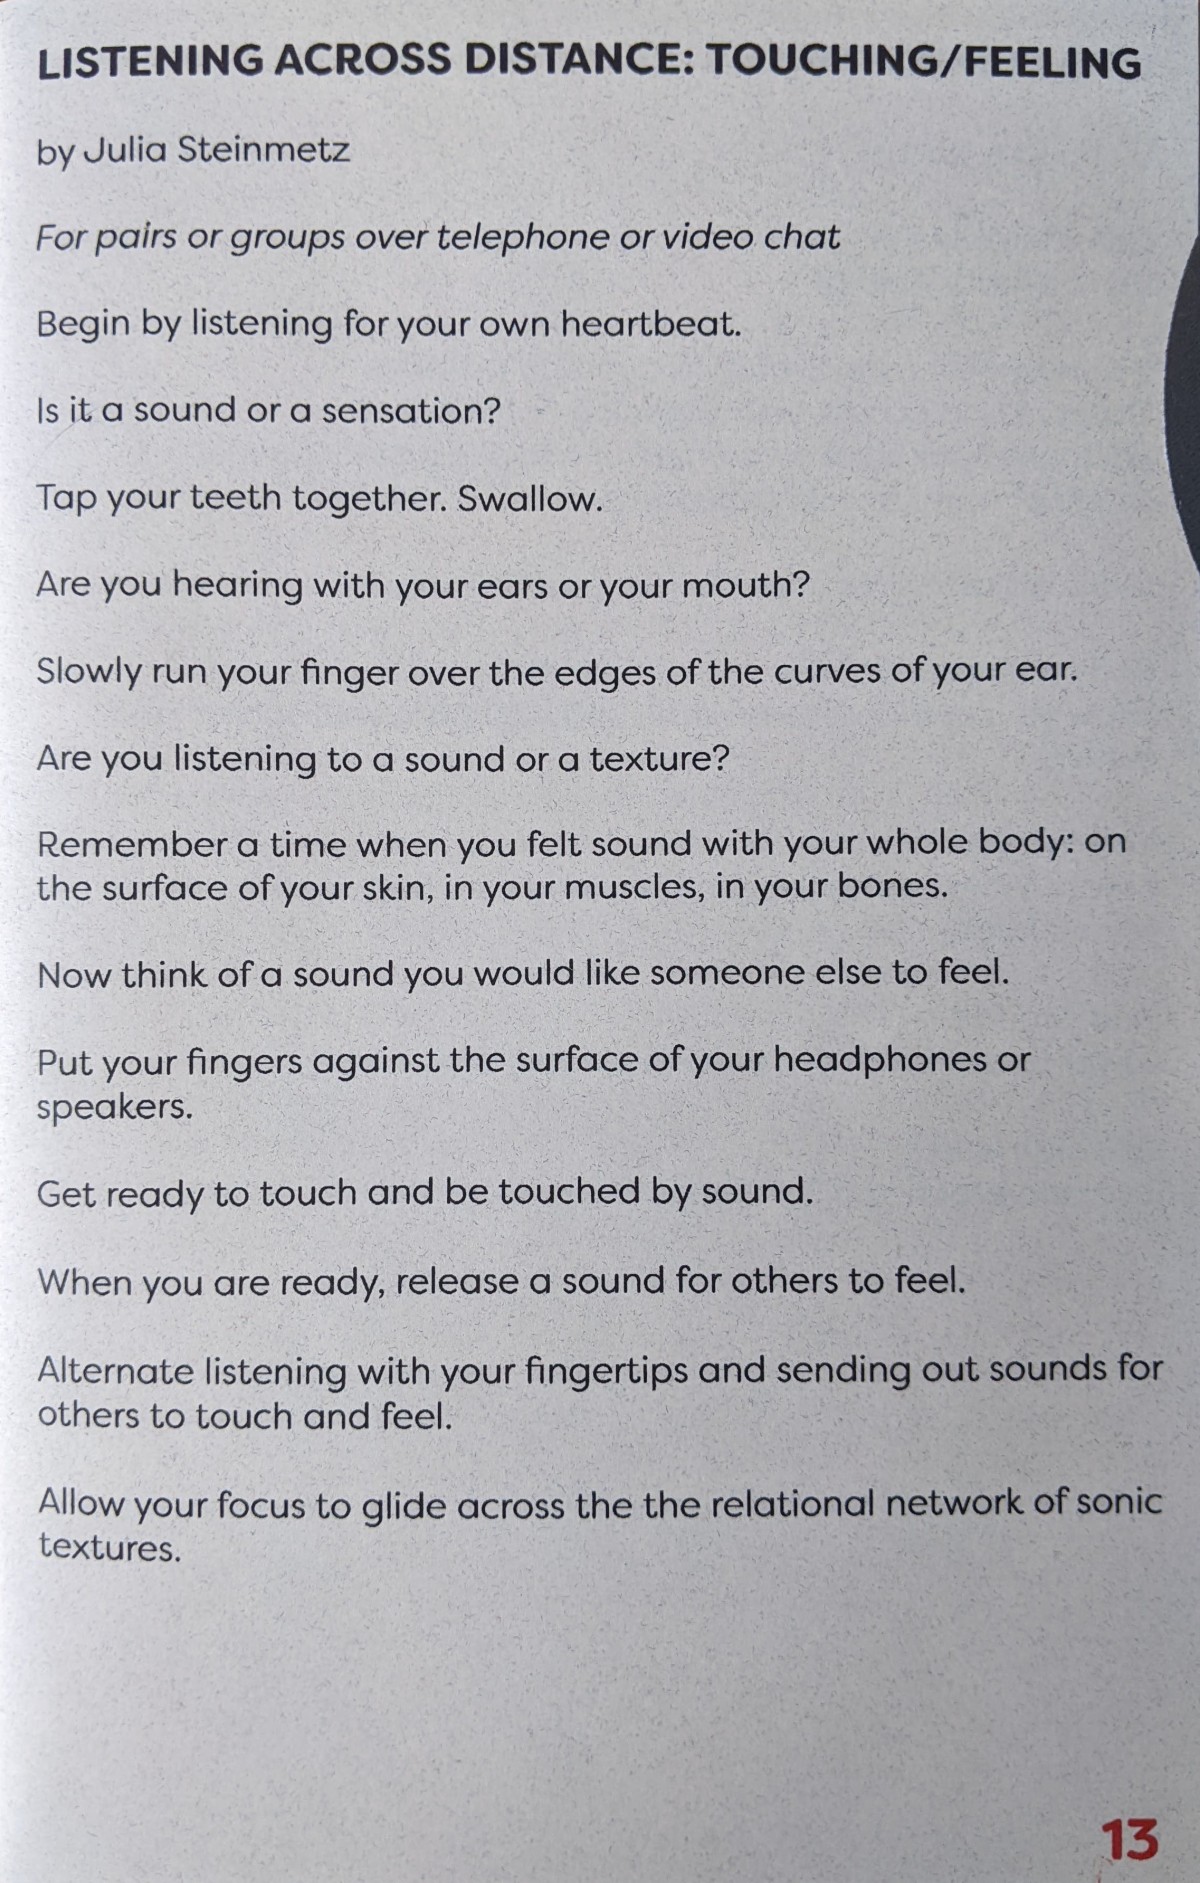 LISTENING ACROSS DISTANCE: TOUCHING/FEELING
by Julia Steinmetz
For pairs or groups over telephone or video chat
Begin by listening for your own heartbeat.
Is it a sound or a sensation?
Tap your teeth together. Swallow.
Are you hearing with your ears or your mouth?
Slowly run your finger over the edges of the curves of your ear.
Are you listening to a sound or a texture?
Remember a time when you felt sound with your whole body: on
the surface of your skin, in your muscles, in your bones.
Now think of a sound you would like someone else to feel.
Put your fingers against the surface of your headphones or
speakers.
Get ready to touch and be touched by sound.
When you are ready, release a sound for others to feel.
Alternate listening with your fingertips and sending out sounds for
others to touch and feel.
Allow your focus to glide across the the relational network of sonic
textures.
13